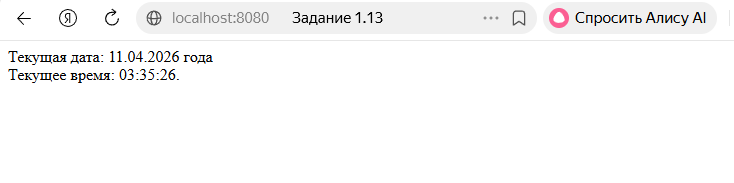 localhost:8080 Задание 1.13 Спросить Алису AI
Текущая дата: 11.04.2026 года
Текущее время: 03:35:26.